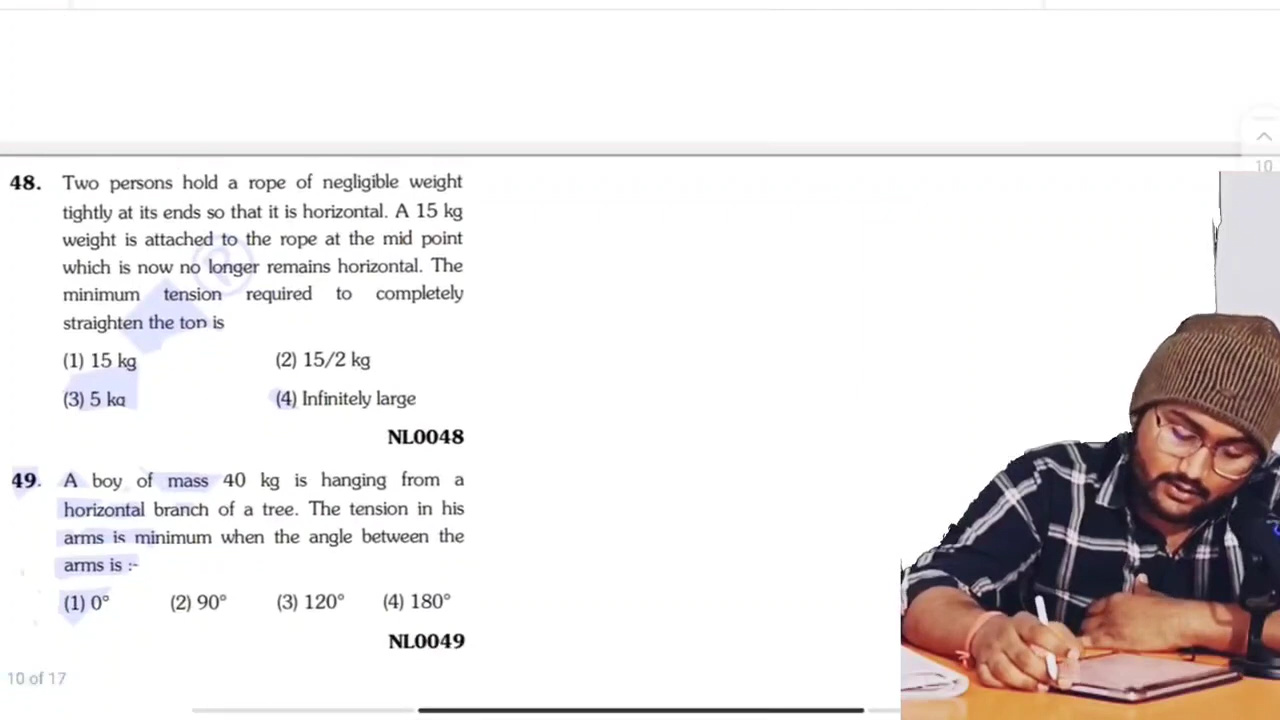 10
48. Two persons hold a rope of negligible weight
tightly at its ends so that it is horizontal. A 15 kg
weight is attached to the rope at the mid point
which is now no longer remains horizontal. The
minimum tension required to completely
straighten the top is
(1) 15 kg (2) 15/2 kg
(3) 5 kg (4) Infinitely large
NL0048
49. A boy of mass 40 kg is hanging from a
horizontal branch of a tree. The tension in his
arms is minimum when the angle between the
arms is :-
(1) 0° (2) 90° (3) 120° (4) 180°
NL0049
10 of 17
®